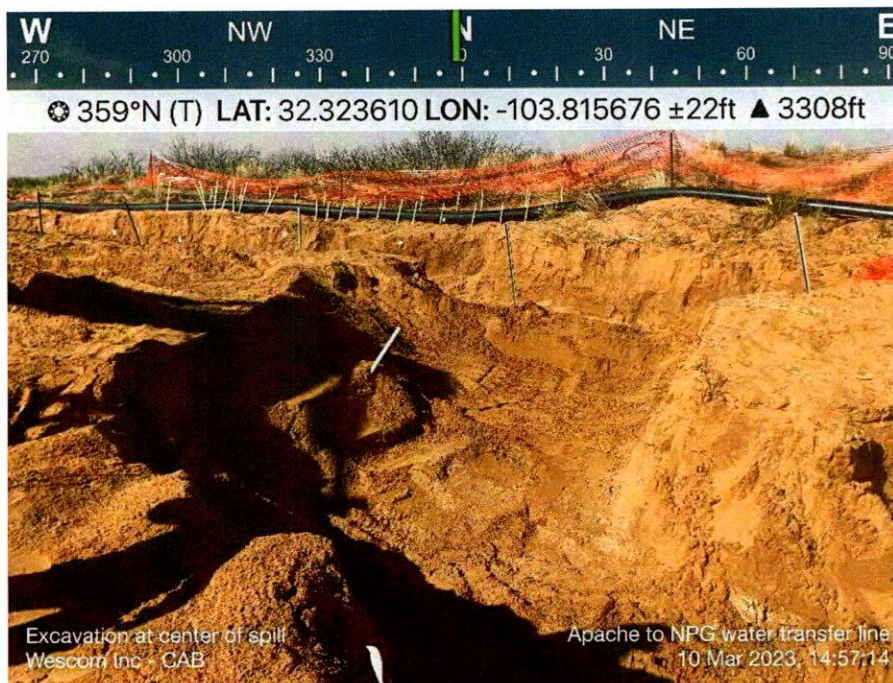 W NW N NE E
270 300 330 0 30 60 90
359°N (T) LAT: 32.323610 LON: -103.815676 ±22ft ▲ 3308ft
Excavation at center of spill
Wescom Inc - CAB
Apache to NPG water transfer line
10 Mar 2023, 14:57:14